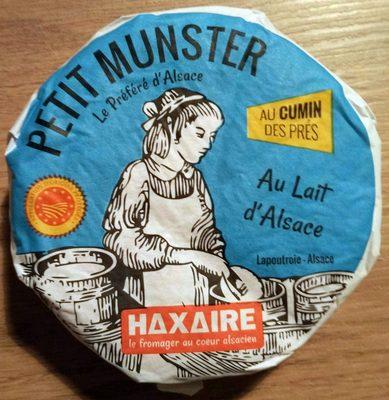 PETIT MUNSTER
Le Préféré d'Alsace
AU CUMIN
DES PRÉS
Au Lait
d'Alsace
Lapoutroie - Alsace
HAXAIRE
le fromager au coeur alsacien